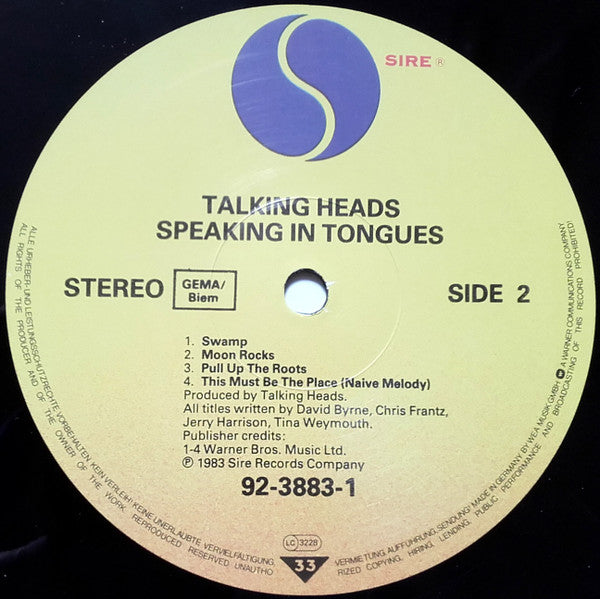 SIRE ®
TALKING HEADS
SPEAKING IN TONGUES
STEREO
GEMA/
Biem
SIDE 2
1. Swamp
2. Moon Rocks
3. Pull Up The Roots
4. This Must Be The Place (Naive Melody)
Produced by Talking Heads.
All titles written by David Byrne, Chris Frantz,
Jerry Harrison, Tina Weymouth.
Publisher credits:
1-4 Warner Bros. Music Ltd.
℗ 1983 Sire Records Company
92-3883-1
LC 3228
33
ALLE URHEBER- UND LEISTUNGSSCHUTZRECHTE VORBEHALTEN. KEIN VERLEIH! KEINE UNERLAUBTE VERVIELFÄLTIGUNG, VERMIETUNG, AUFFÜHRUNG, SENDUNG! MADE IN GERMANY BY WEA MUSIK GMBH A WARNER COMMUNICATIONS COMPANY
ALL RIGHTS OF THE PRODUCER AND OF THE OWNER OF THE WORK REPRODUCED RESERVED. UNAUTHORIZED COPYING, HIRING, LENDING, PUBLIC PERFORMANCE AND BROADCASTING OF THIS RECORD PROHIBITED!